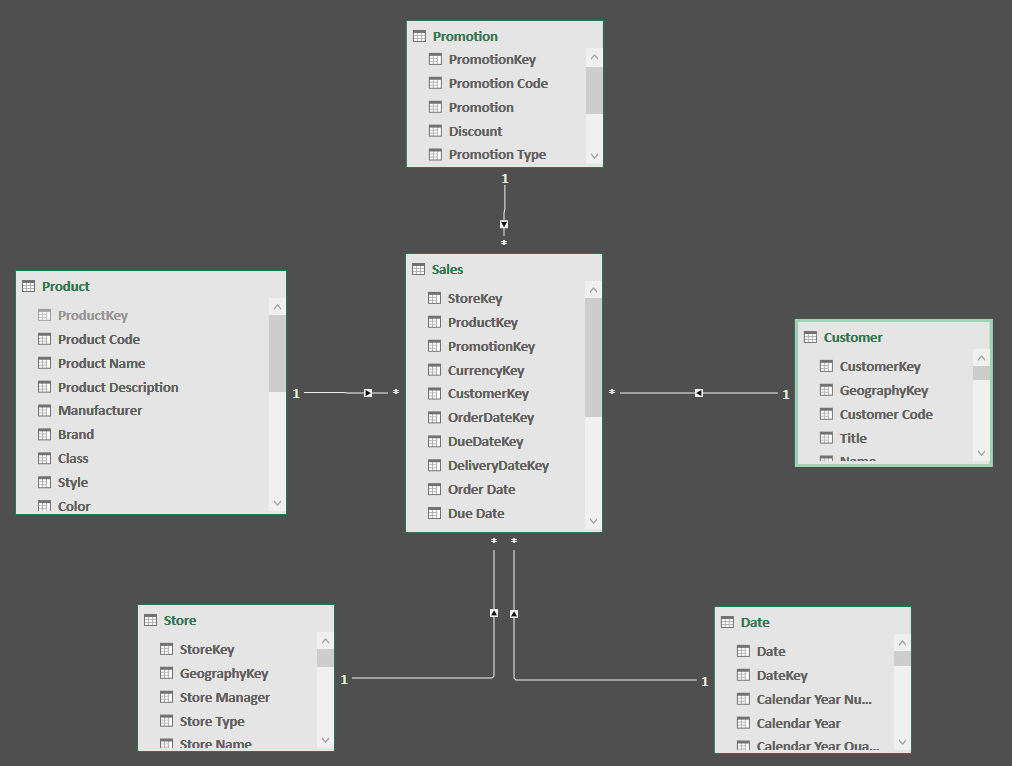 Promotion
PromotionKey
Promotion Code
Promotion
Discount
Promotion Type
1
*
Product
ProductKey
Product Code
Product Name
Product Description
Manufacturer
Brand
Class
Style
Color
1
*
Sales
StoreKey
ProductKey
PromotionKey
CurrencyKey
CustomerKey
OrderDateKey
DueDateKey
DeliveryDateKey
Order Date
Due Date
*
1
Customer
CustomerKey
GeographyKey
Customer Code
Title
Name
* *
Store
StoreKey
GeographyKey
Store Manager
Store Type
Store Name
1
1
Date
Date
DateKey
Calendar Year Nu...
Calendar Year
Calendar Year Qua...